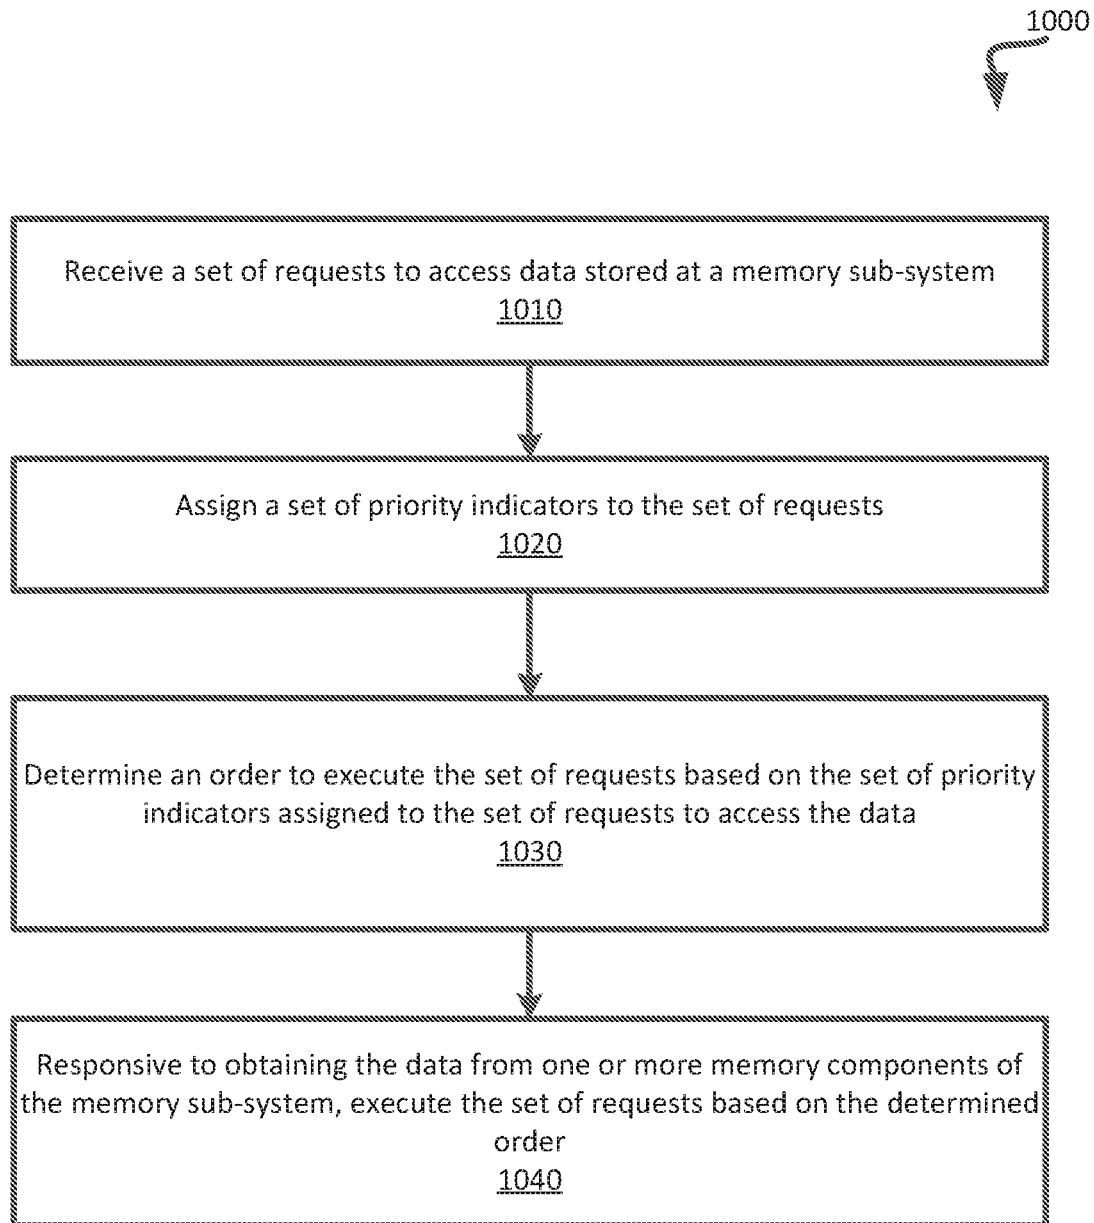 1000
Receive a set of requests to access data stored at a memory sub-system
1010
Assign a set of priority indicators to the set of requests
1020
Determine an order to execute the set of requests based on the set of priority
indicators assigned to the set of requests to access the data
1030
Responsive to obtaining the data from one or more memory components of
the memory sub-system, execute the set of requests based on the determined
order
1040